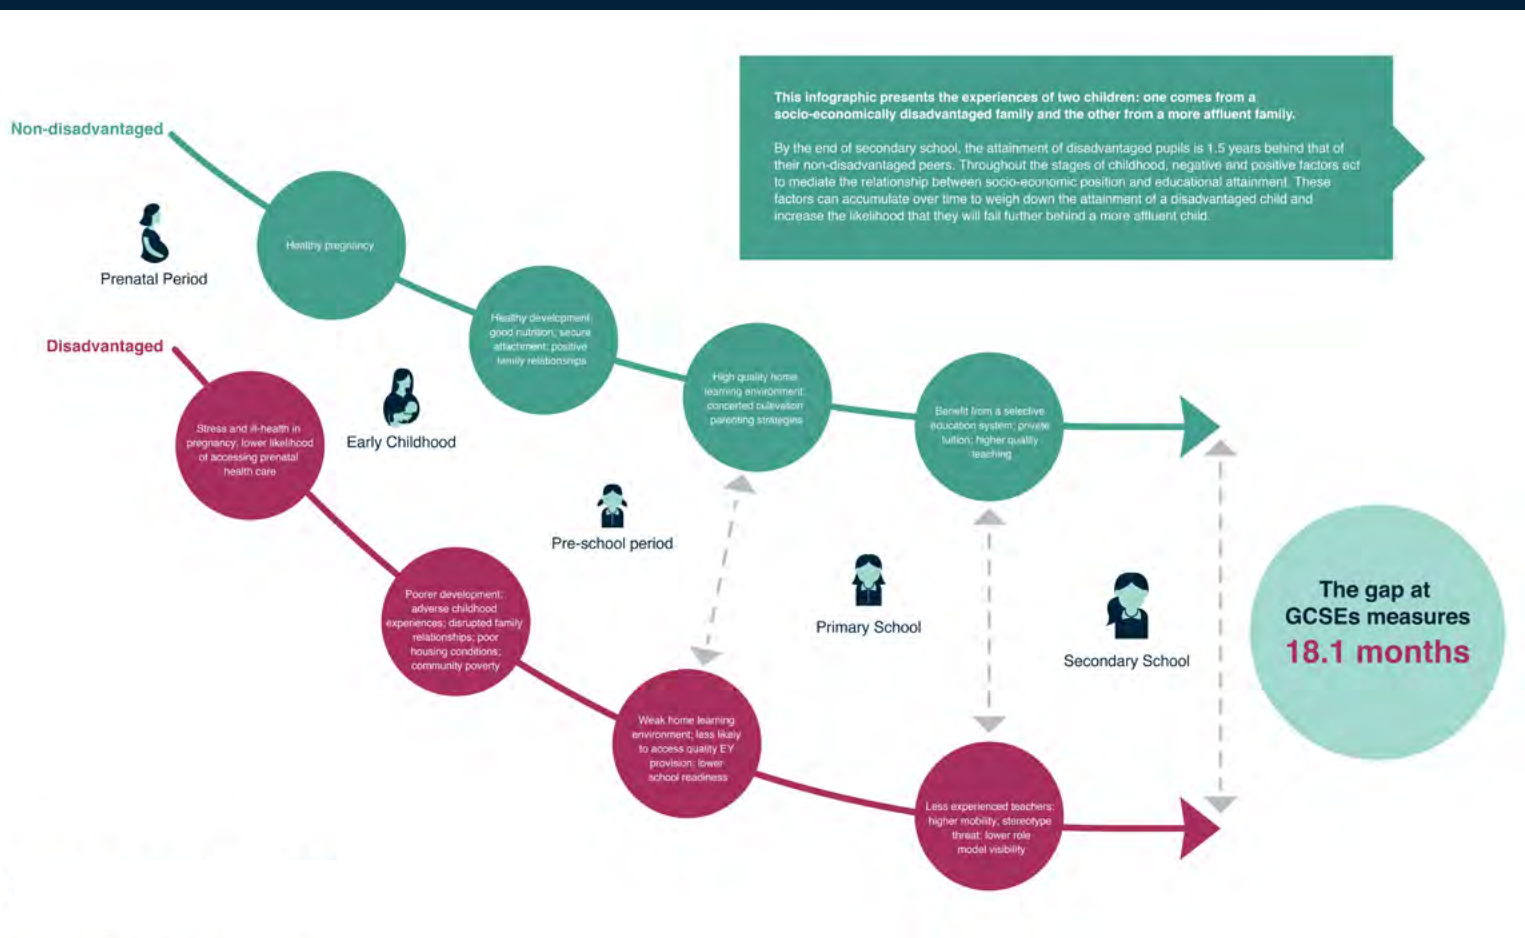 This infographic presents the experiences of two children: one comes from a
socio-economically disadvantaged family and the other from a more affluent family.
By the end of secondary school, the attainment of disadvantaged pupils is 1.5 years behind that of
their non-disadvantaged peers. Throughout the stages of childhood, negative and positive factors act
to mediate the relationship between socio-economic position and educational attainment. These
factors can accumulate over time to weigh down the attainment of a disadvantaged child and
increase the likelihood that they will fall further behind a more affluent child.
Non-disadvantaged
Healthy pregnancy
Prenatal Period
Healthy development;
good nutrition; secure
attachment; positive
family relationships
High quality home
learning environment;
concerted cultivation
parenting strategies
Benefit from a selective
education system; private
tuition; higher quality
teaching
Disadvantaged
Stress and ill-health in
pregnancy; lower likelihood
of accessing prenatal
health care
Early Childhood
Pre-school period
Poorer development;
adverse childhood
experiences; disrupted family
relationships; poor
housing conditions;
community poverty
Primary School
Secondary School
Weak home learning
environment; less likely
to access quality EY
provision; lower
school readiness
Less experienced teachers;
higher mobility; stereotype
threat; lower role
model visibility
The gap at
GCSEs measures
18.1 months